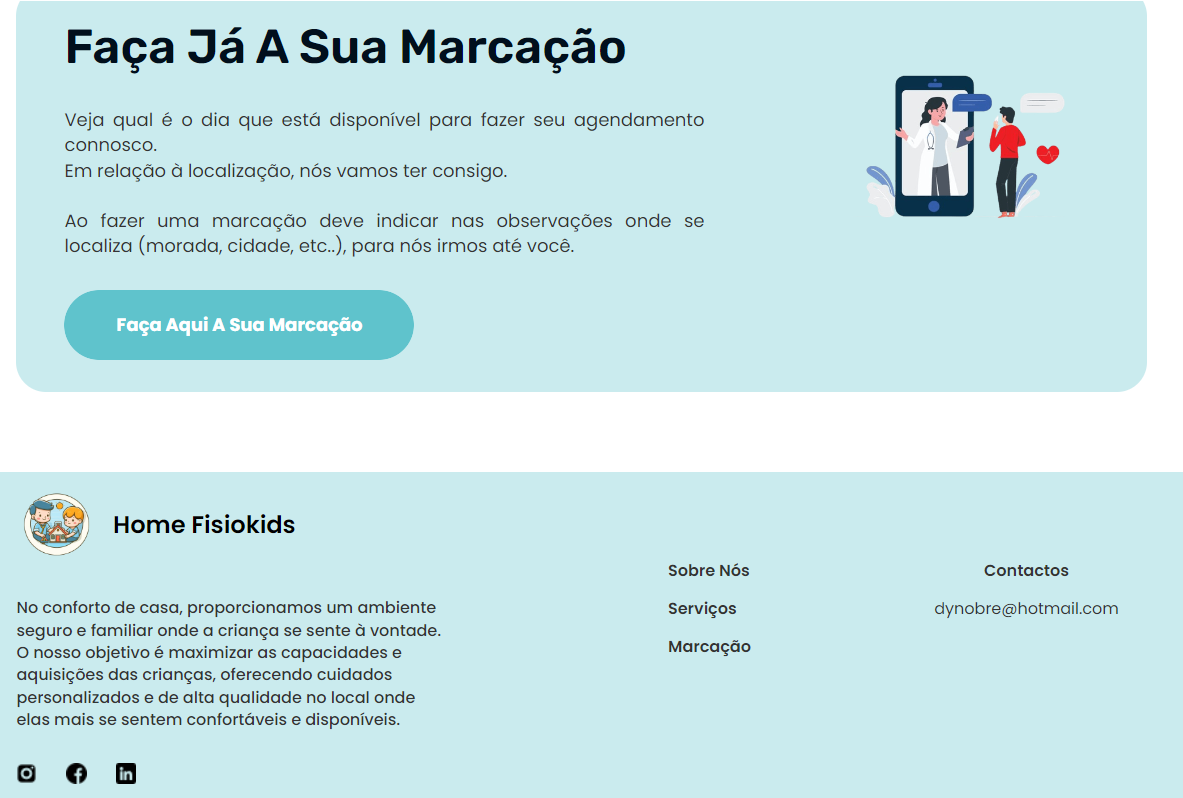 Faça Já A Sua Marcação
Veja qual é o dia que está disponível para fazer seu agendamento
connosco.
Em relação à localização, nós vamos ter consigo.
Ao fazer uma marcação deve indicar nas observações onde se
localiza (morada, cidade, etc..), para nós irmos até você.
Faça Aqui A Sua Marcação
Home Fisiokids
No conforto de casa, proporcionamos um ambiente
seguro e familiar onde a criança se sente à vontade.
O nosso objetivo é maximizar as capacidades e
aquisições das crianças, oferecendo cuidados
personalizados e de alta qualidade no local onde
elas mais se sentem confortáveis e disponíveis.
Sobre Nós
Serviços
Marcação
Contactos
dynobre@hotmail.com